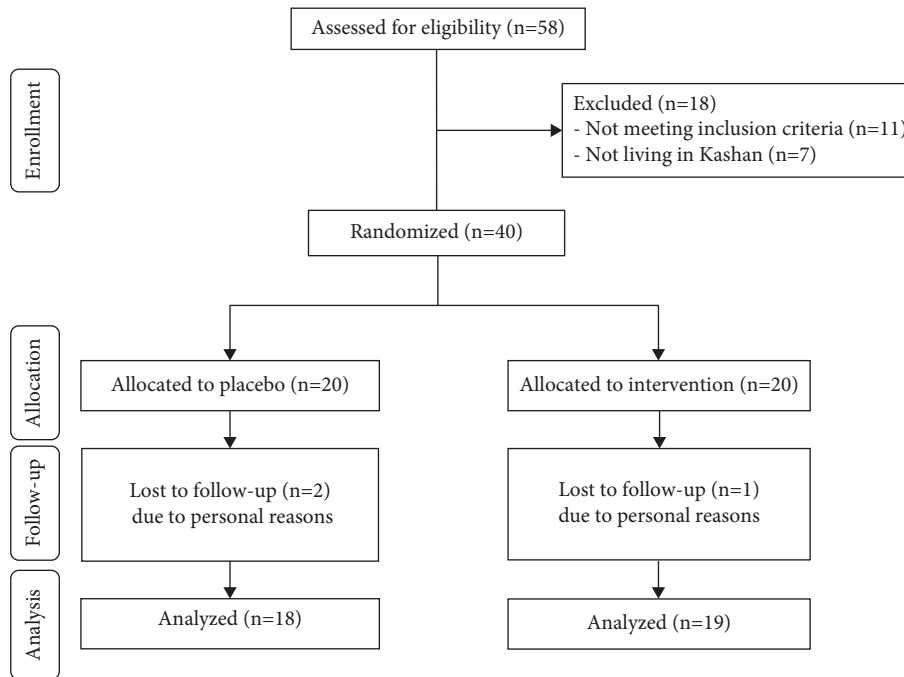 Assessed for eligibility (n=58)
Enrollment
Excluded (n=18)
- Not meeting inclusion criteria (n=11)
- Not living in Kashan (n=7)
Randomized (n=40)
Allocation
Allocated to placebo (n=20)
Allocated to intervention (n=20)
Follow-up
Lost to follow-up (n=2)
due to personal reasons
Lost to follow-up (n=1)
due to personal reasons
Analysis
Analyzed (n=18)
Analyzed (n=19)